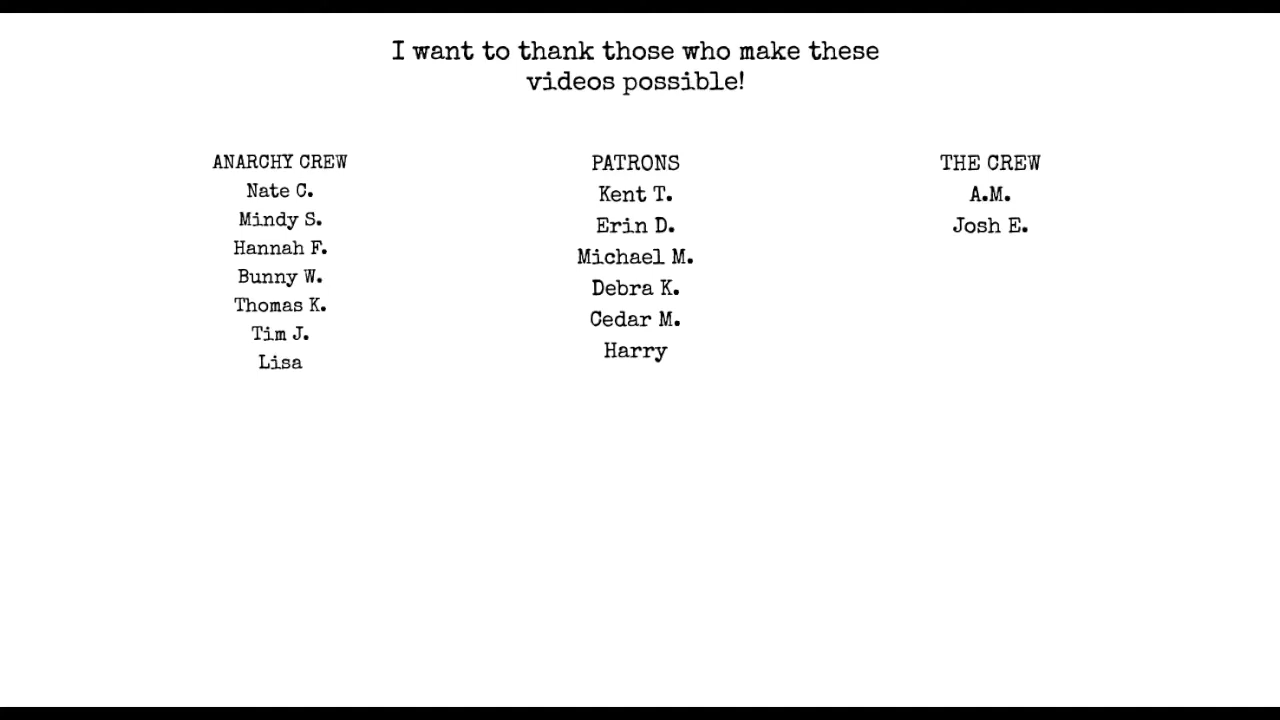 I want to thank those who make these
videos possible!
ANARCHY CREW
Nate C.
Mindy S.
Hannah F.
Bunny W.
Thomas K.
Tim J.
Lisa
PATRONS
Kent T.
Erin D.
Michael M.
Debra K.
Cedar M.
Harry
THE CREW
A.M.
Josh E.